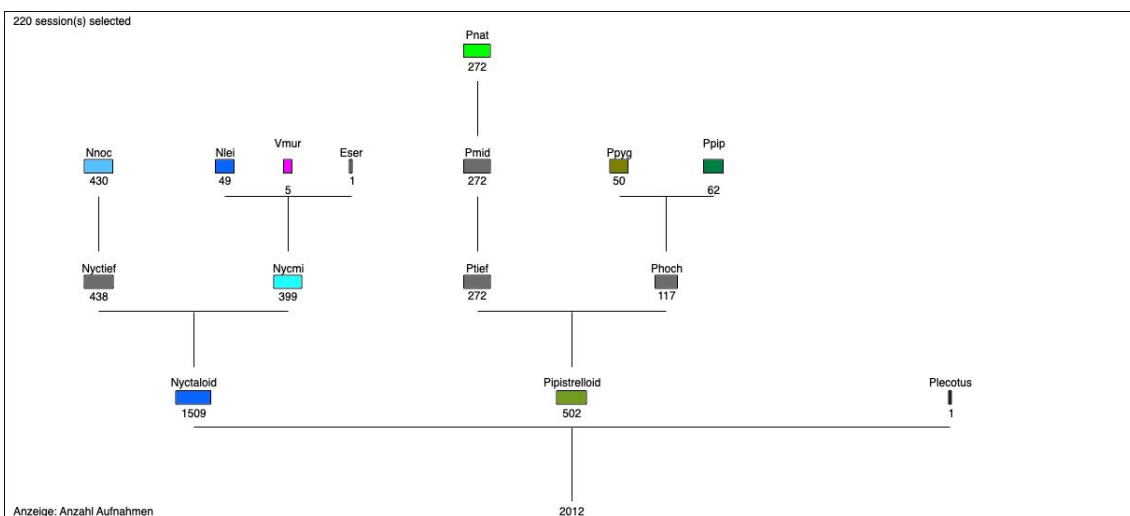 220 session(s) selected
Pnat
272
Nnoc
430
Nlei
49
Vmur
5
Eser
1
Pmid
272
Ppyg
50
Ppip
62
Nyctief
438
Nycmi
399
Ptief
272
Phoch
117
Nyctaloid
1509
Pipistrelloid
502
Plecotus
1
Anzeige: Anzahl Aufnahmen
2012